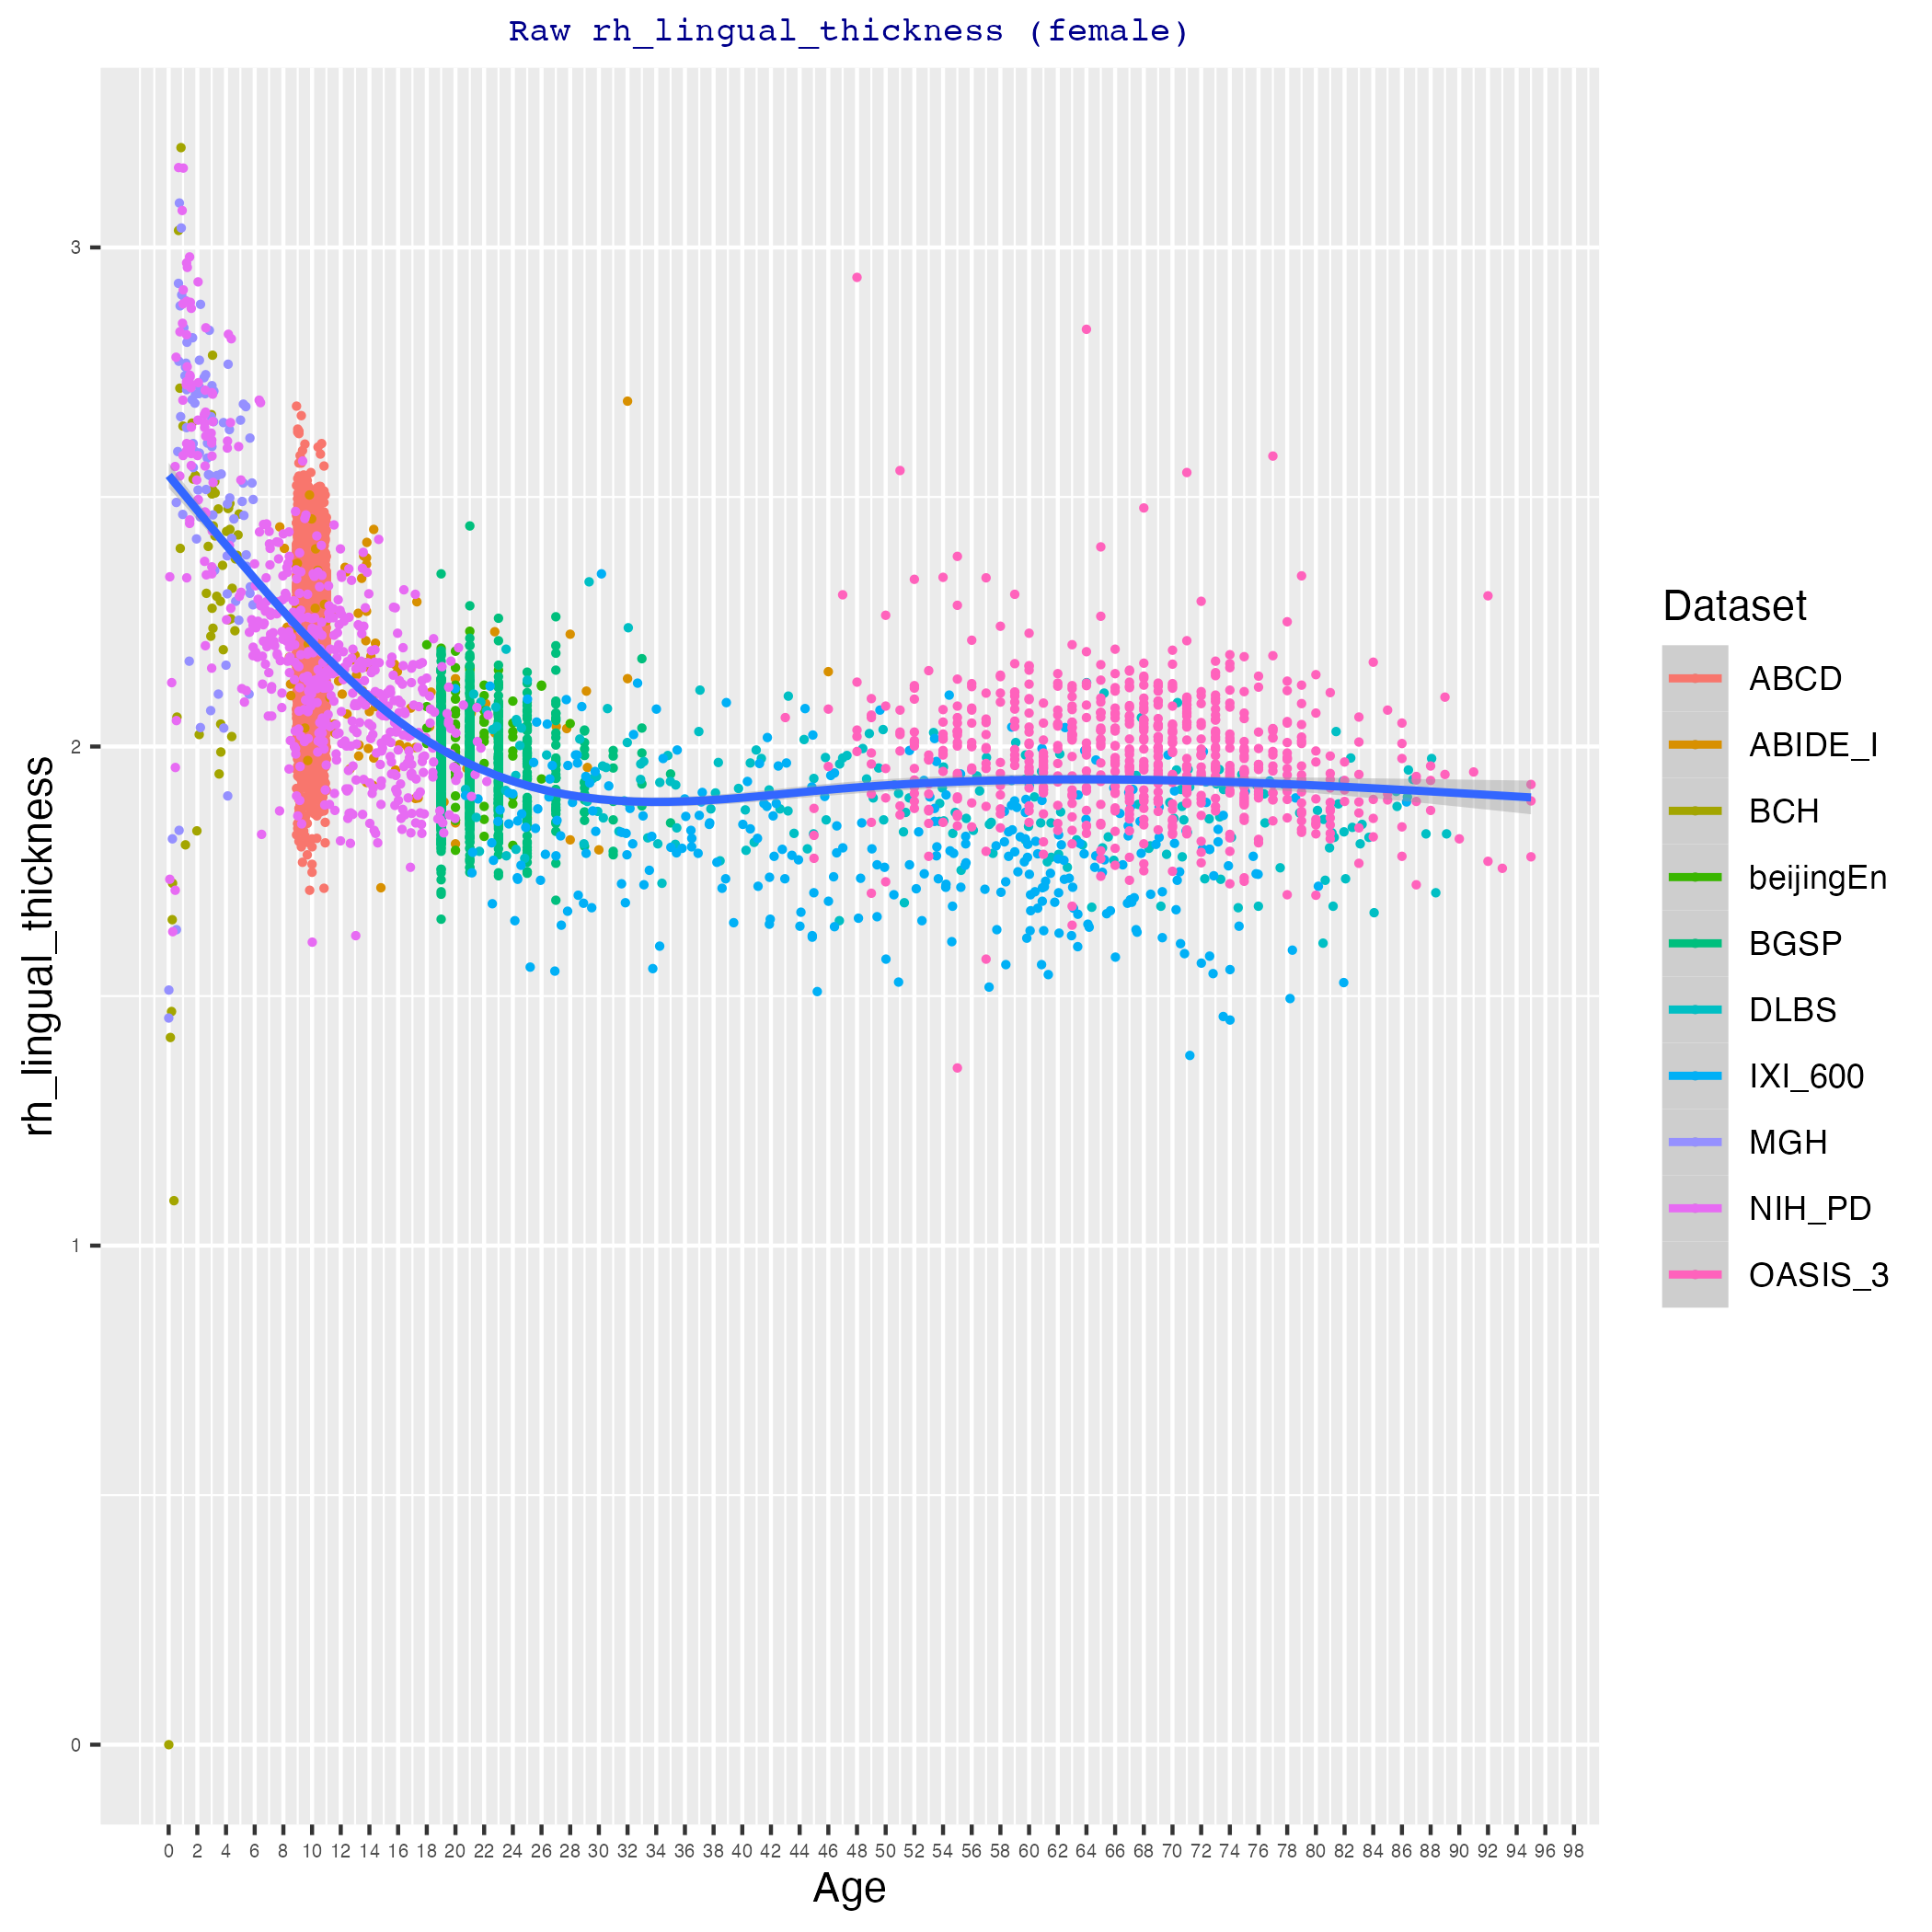 Raw rh_lingual_thickness (female)
rh_lingual_thickness
3
2
1
0
0 2 4 6 8 10 12 14 16 18 20 22 24 26 28 30 32 34 36 38 40 42 44 46 48 50 52 54 56 58 60 62 64 66 68 70 72 74 76 78 80 82 84 86 88 90 92 94 96 98
Age
Dataset
ABCD
ABIDE_I
BCH
beijingEn
BGSP
DLBS
IXI_600
MGH
NIH_PD
OASIS_3